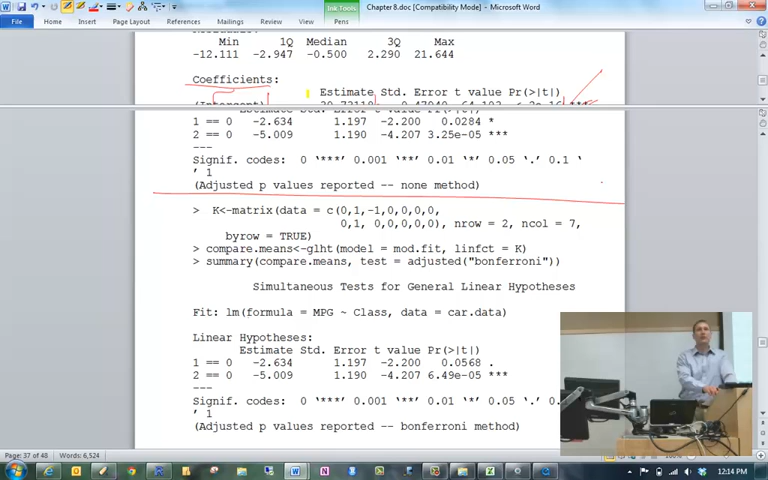 Ink Tools
Chapter 8.doc [Compatibility Mode] - Microsoft Word
File
Home
Insert
Page Layout
References
Mailings
Review
View
Pens
Min 1Q Median 3Q Max
-12.111 -2.947 -0.500 2.290 21.644
Coefficients:
Estimate Std. Error t value Pr(>|t|)
(Intercept)
Estimate Std. Error t value Pr(>|t|)
1 == 0 -2.634 1.197 -2.200 0.0284 *
2 == 0 -5.009 1.190 -4.207 3.25e-05 ***
---
Signif. codes: 0 ‘***’ 0.001 ‘**’ 0.01 ‘*’ 0.05 ‘.’ 0.1 ‘
’ 1
(Adjusted p values reported -- none method)
> K<-matrix(data = c(0,1,-1,0,0,0,0,
0,1, 0,0,0,0,0), nrow = 2, ncol = 7,
byrow = TRUE)
> compare.means<-glht(model = mod.fit, linfct = K)
> summary(compare.means, test = adjusted("bonferroni"))
Simultaneous Tests for General Linear Hypotheses
Fit: lm(formula = MPG ~ Class, data = car.data)
Linear Hypotheses:
Estimate Std. Error t value Pr(>|t|)
1 == 0 -2.634 1.197 -2.200 0.0568 .
2 == 0 -5.009 1.190 -4.207 6.49e-05 ***
---
Signif. codes: 0 ‘***’ 0.001 ‘**’ 0.01 ‘*’ 0.05 ‘.’ 0.
’ 1
(Adjusted p values reported -- bonferroni method)
Page: 37 of 48 Words: 6,524
12:14 PM